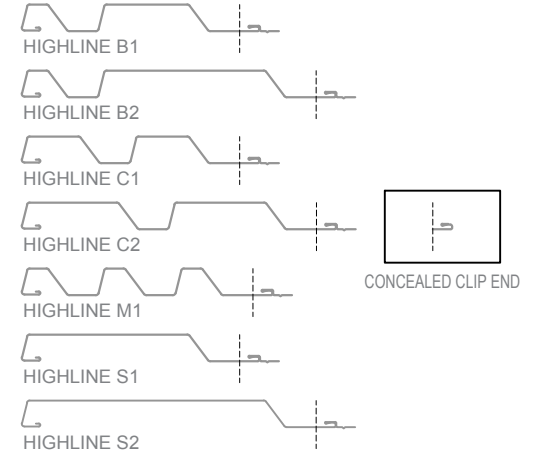 HIGHLINE B1
HIGHLINE B2
HIGHLINE C1
HIGHLINE C2
CONCEALED CLIP END
HIGHLINE M1
HIGHLINE S1
HIGHLINE S2